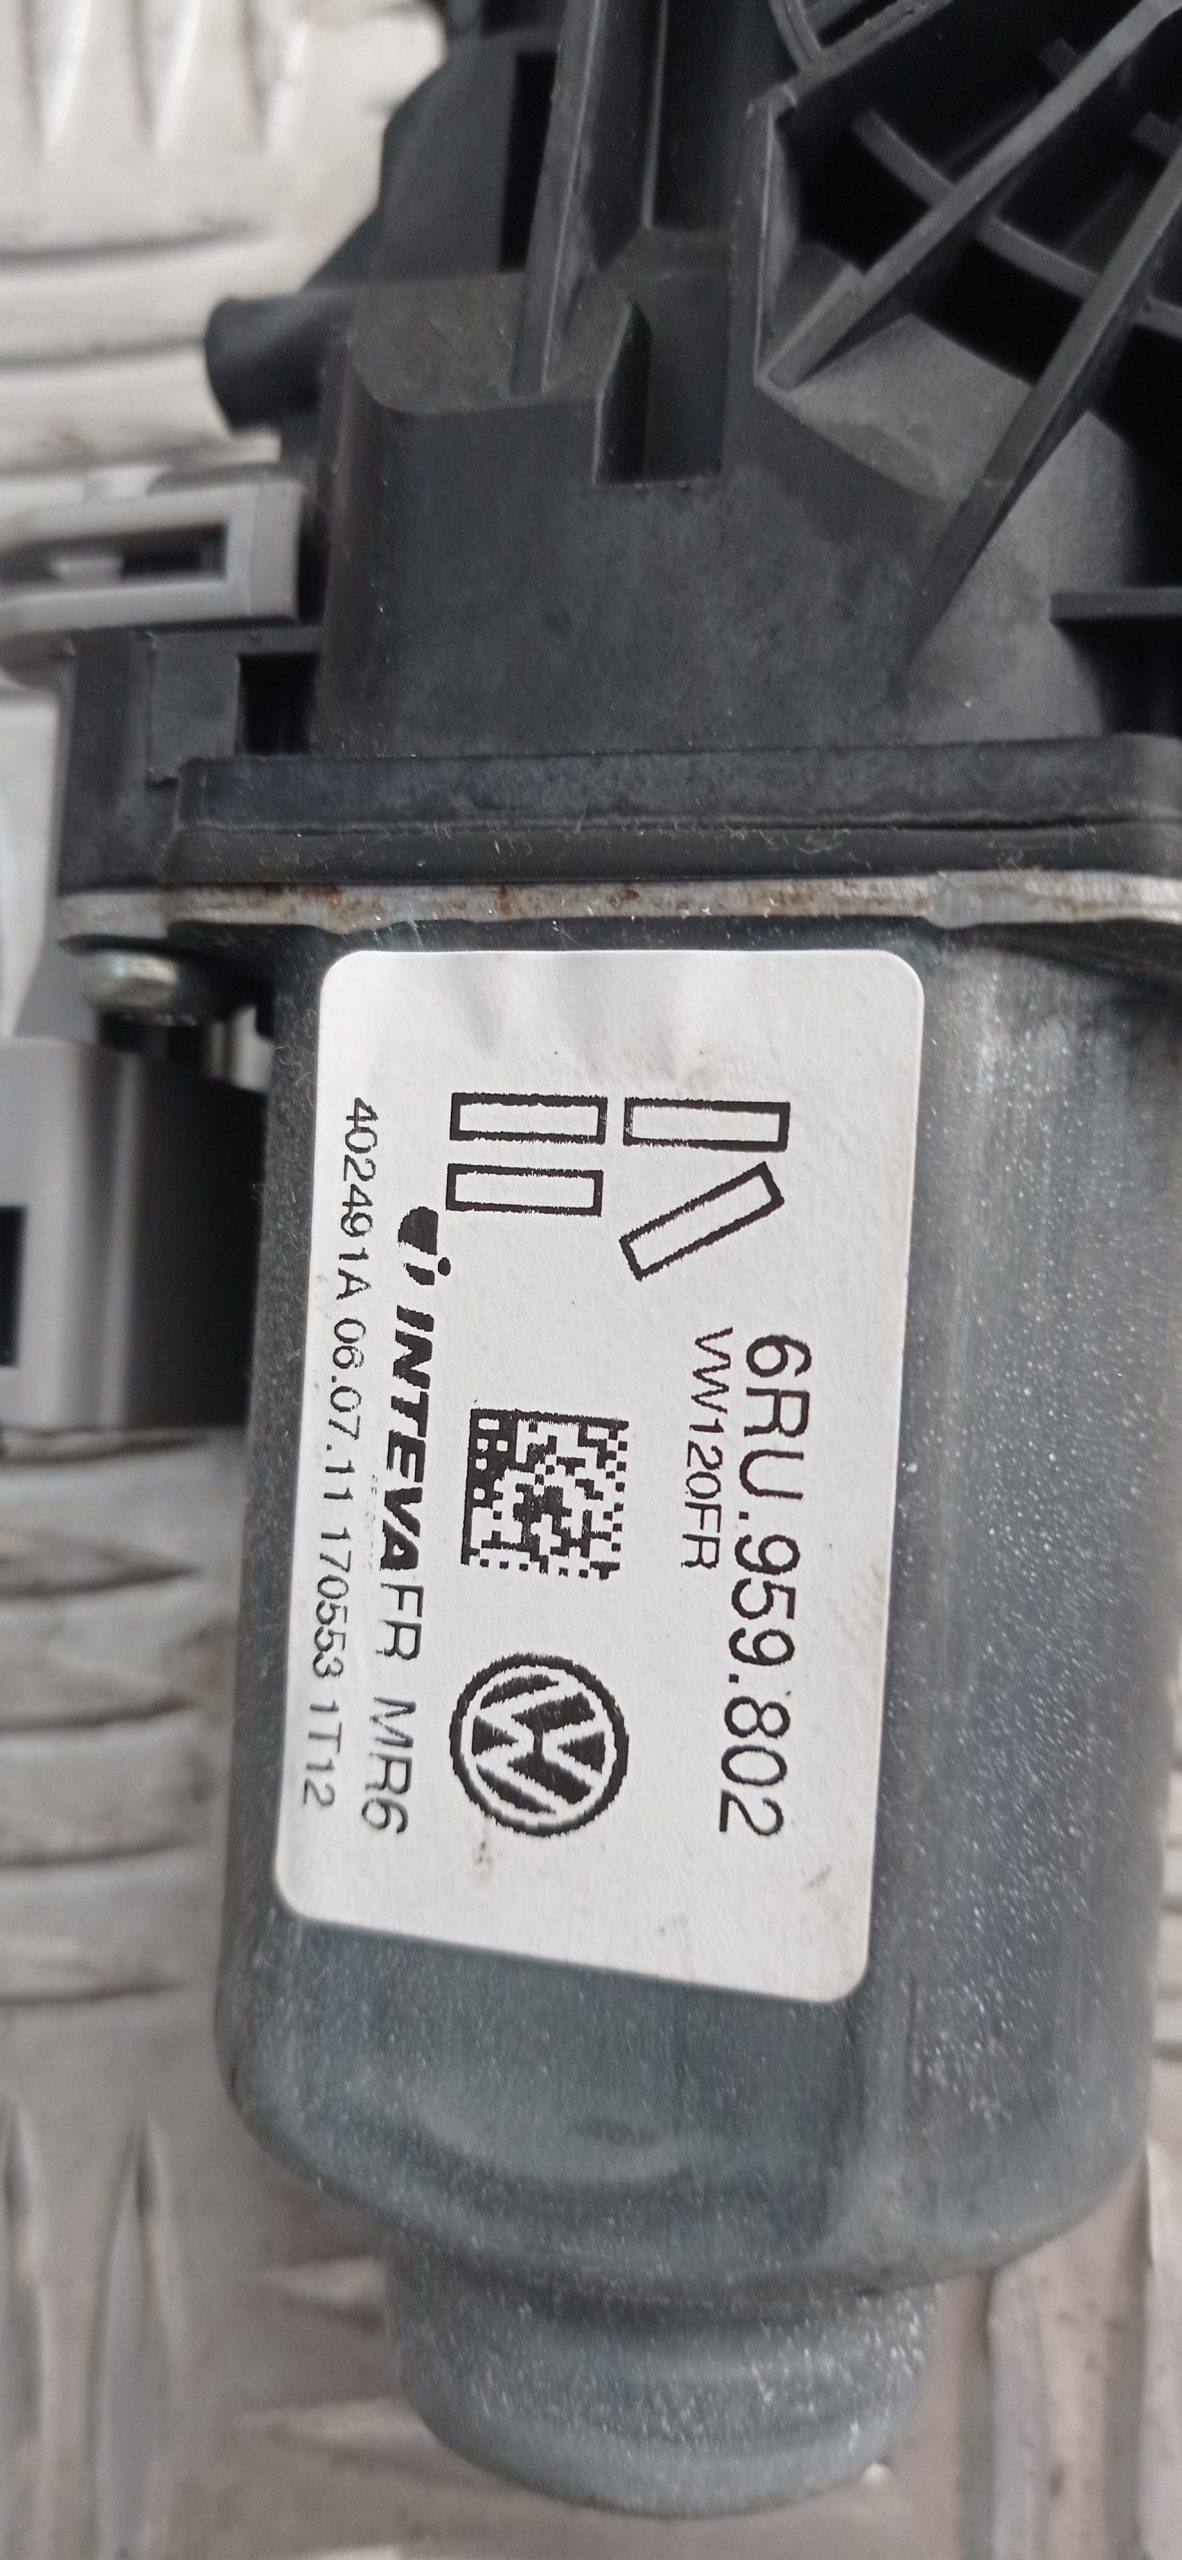 6RU.959.802
VW120FR
INTEVA FR MR6
402491A 06.07.11 170553 1T12